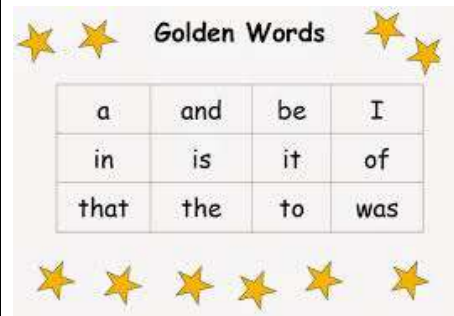 Golden Words
a and be I
in is it of
that the to was